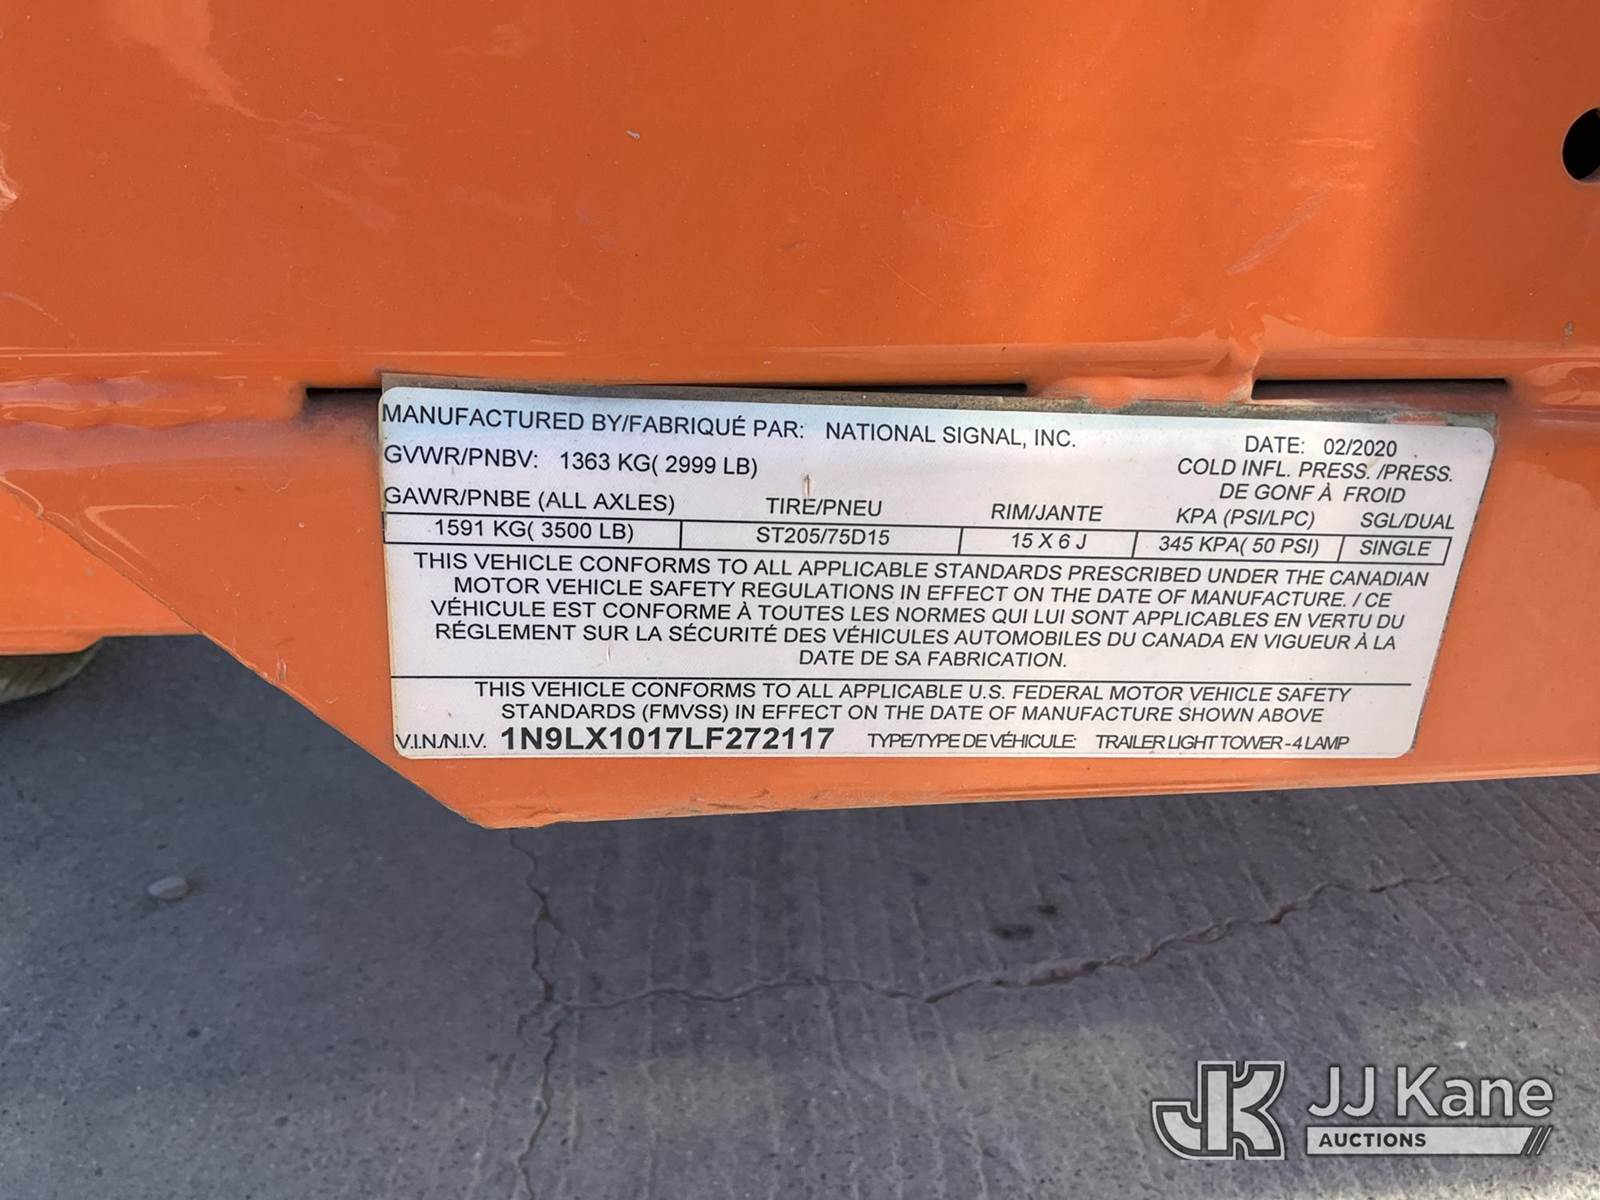 MANUFACTURED BY/FABRIQUÉ PAR: NATIONAL SIGNAL, INC. DATE: 02/2020
GVWR/PNBV: 1363 KG( 2999 LB) COLD INFL. PRESS. /PRESS.
DE GONF À FROID
GAWR/PNBE (ALL AXLES) TIRE/PNEU RIM/JANTE KPA (PSI/LPC) SGL/DUAL
1591 KG( 3500 LB) ST205/75D15 15 X 6 J 345 KPA( 50 PSI) SINGLE
THIS VEHICLE CONFORMS TO ALL APPLICABLE STANDARDS PRESCRIBED UNDER THE CANADIAN
MOTOR VEHICLE SAFETY REGULATIONS IN EFFECT ON THE DATE OF MANUFACTURE. / CE
VÉHICULE EST CONFORME À TOUTES LES NORMES QUI LUI SONT APPLICABLES EN VERTU DU
RÉGLEMENT SUR LA SÉCURITÉ DES VÉHICULES AUTOMOBILES DU CANADA EN VIGUEUR À LA
DATE DE SA FABRICATION.
THIS VEHICLE CONFORMS TO ALL APPLICABLE U.S. FEDERAL MOTOR VEHICLE SAFETY
STANDARDS (FMVSS) IN EFFECT ON THE DATE OF MANUFACTURE SHOWN ABOVE
V.I.N/N.I.V. 1N9LX1017LF272117 TYPE/TYPE DE VÉHICULE: TRAILER LIGHT TOWER - 4 LAMP
JK JJ Kane
AUCTIONS